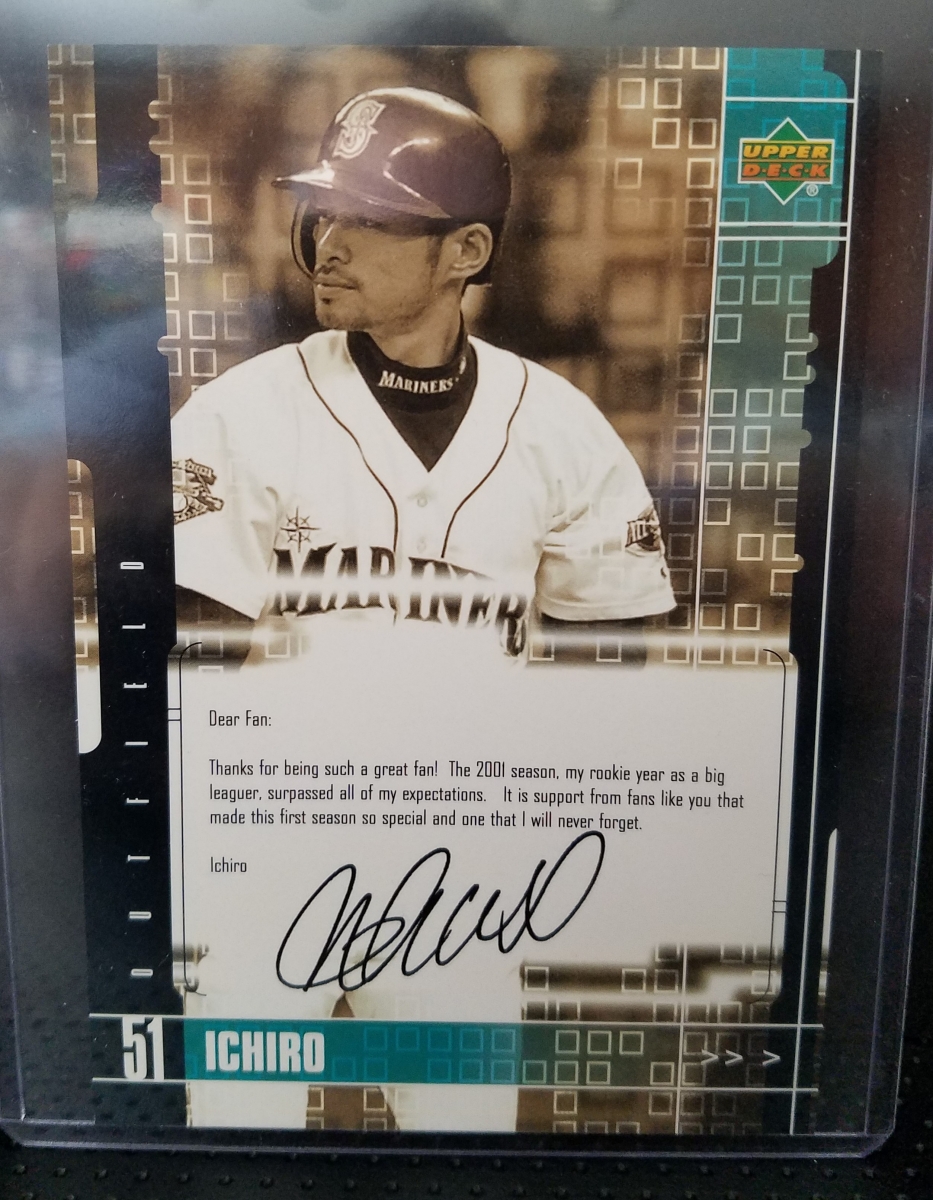 S
UPPER
D·E·C·K
®
MARINERS
MARINERS
OUTFIELD
Dear Fan:
Thanks for being such a great fan! The 2001 season, my rookie year as a big
leaguer, surpassed all of my expectations. It is support from fans like you that
made this first season so special and one that I will never forget.
Ichiro
51 ICHIRO >> >